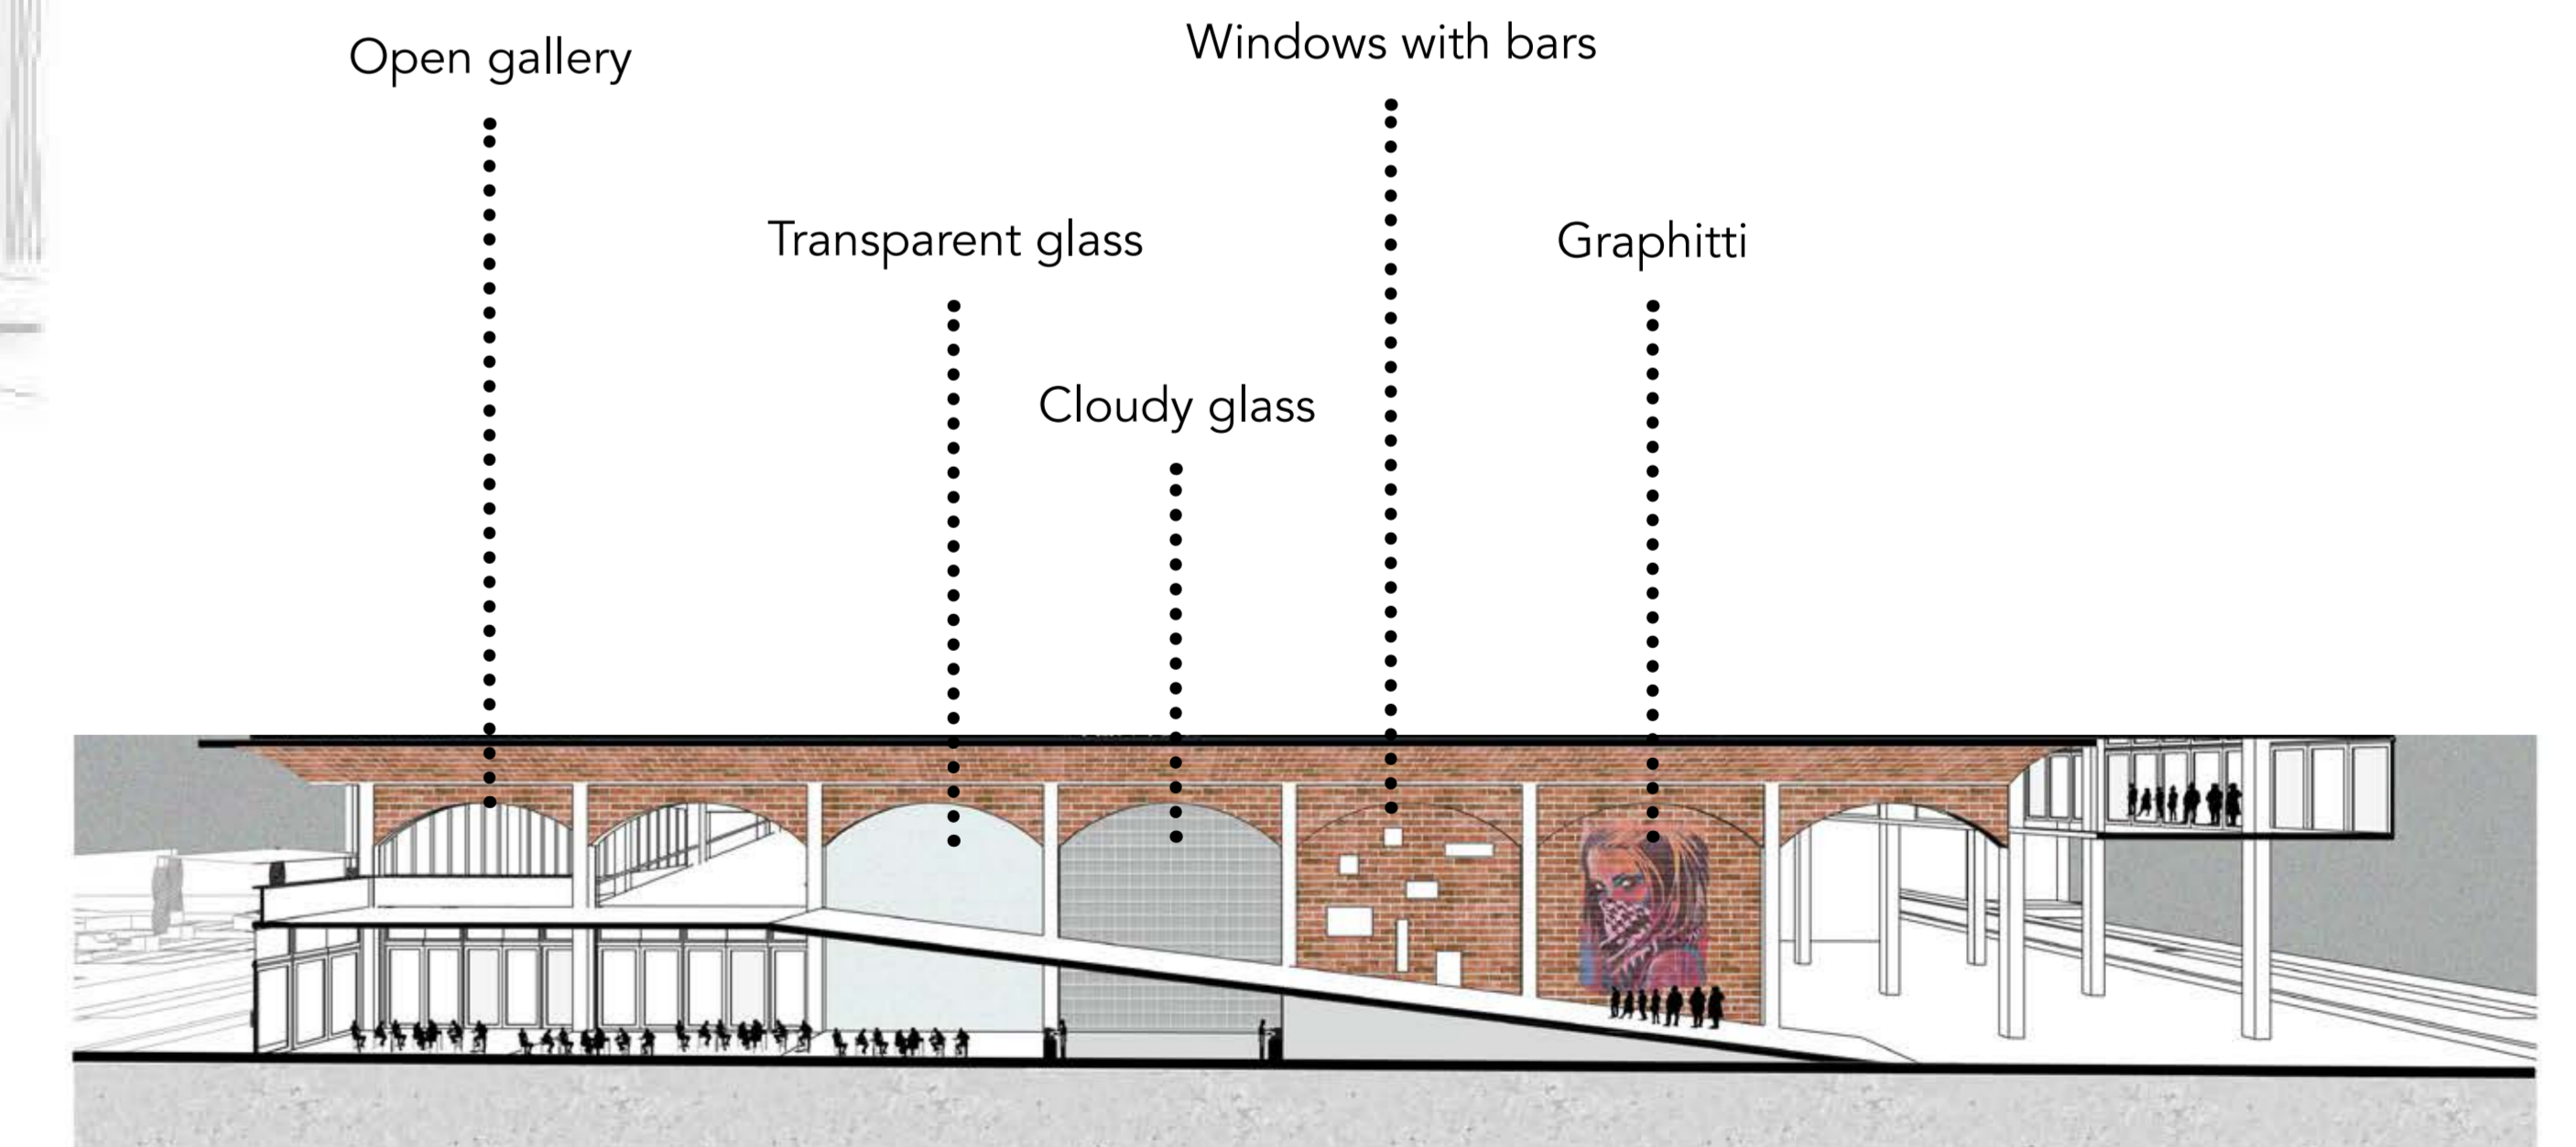 Open gallery
Windows with bars
Transparent glass
Graphitti
Cloudy glass